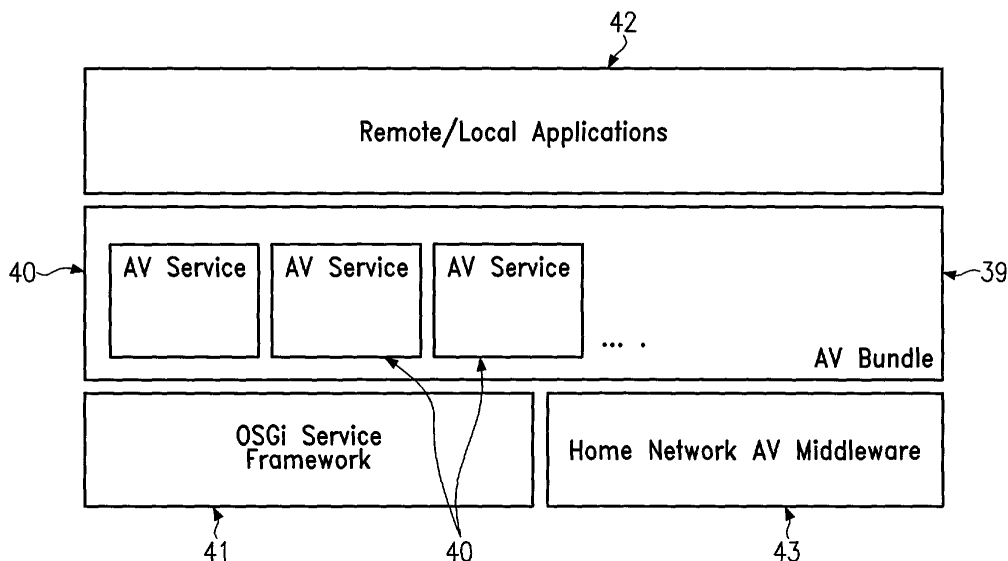 42
Remote/Local Applications
40
AV Service
AV Service
AV Service
... .
39
AV Bundle
OSGi Service
Framework
Home Network AV Middleware
41
40
43